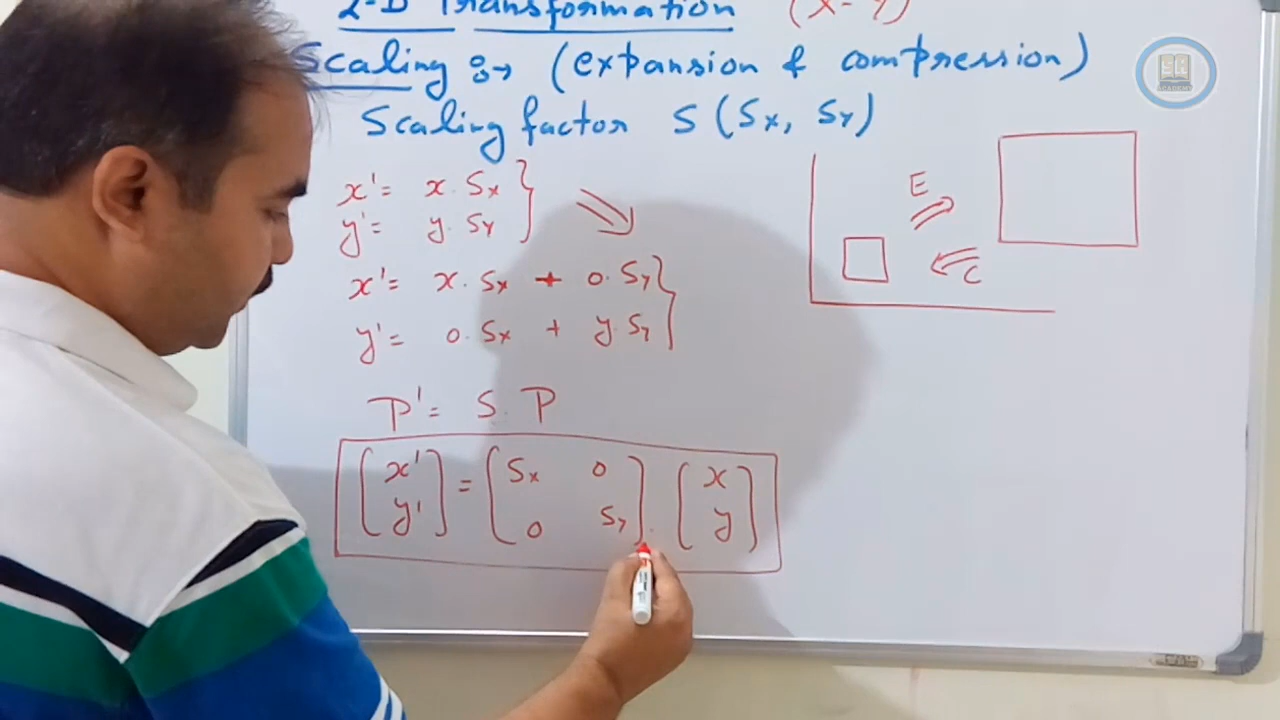 2-D Transformation (X-Y)
Scaling :→ (expansion & compression)
Scaling factor S (Sx, Sy)
x' = x. Sx
y' = y. Sy
x' = x. Sx + 0. Sy
y' = 0. Sx + y. Sy
P' = S. P
[x' y'] = [Sx 0 0 Sy] . [x y]
E
C
ACADEMY